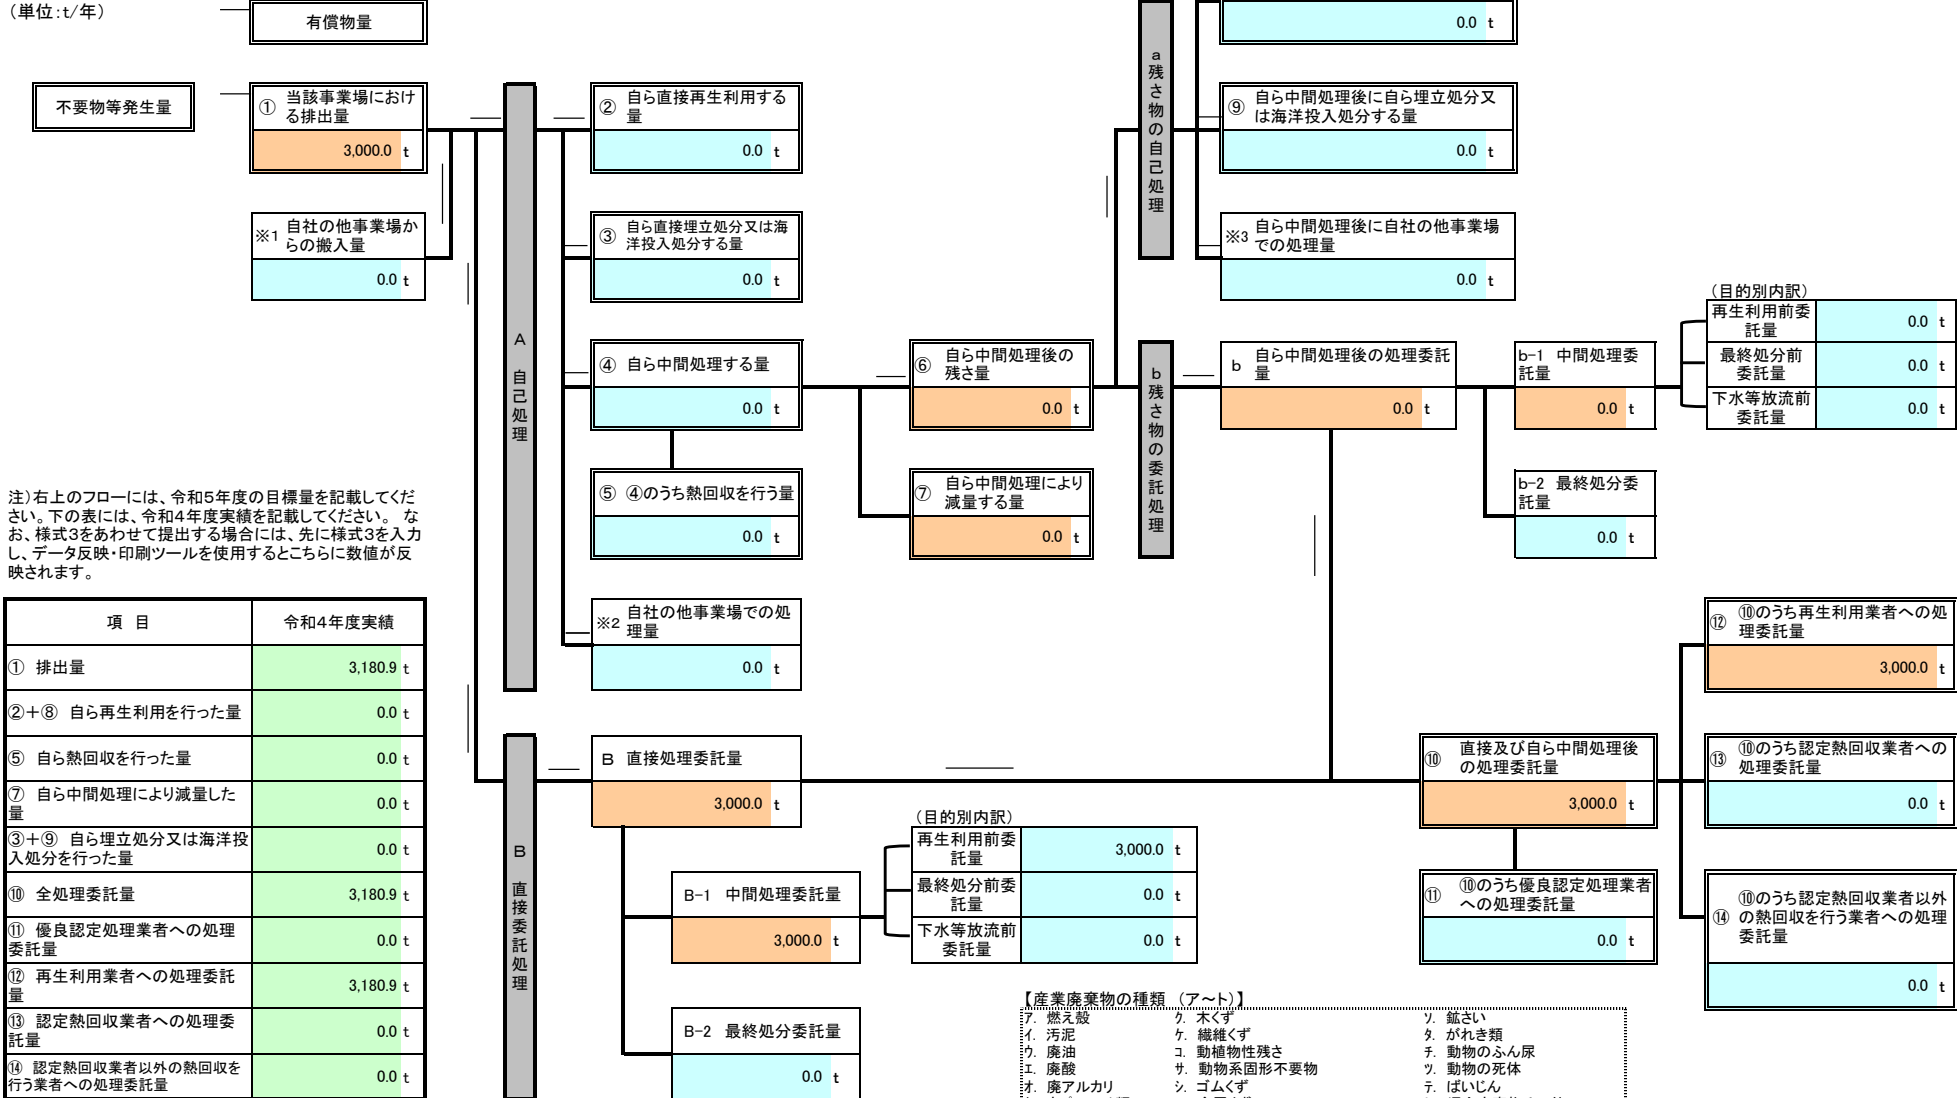 （単位：t/年）
有償物量
0.0 t
不要物等発生量
① 当該事業場におけ
る排出量
3,000.0 t
② 自ら直接再生利用する
量
0.0 t
a
残
さ
物
の
自
己
処
理
⑨ 自ら中間処理後に自ら埋立処分又
は海洋投入処分する量
0.0 t
※1 自社の他事業場か
らの搬入量
0.0 t
③ 自ら直接埋立処分又は海
洋投入処分する量
0.0 t
※3 自ら中間処理後に自社の他事業場
での処理量
0.0 t
A
自
己
処
理
④ 自ら中間処理する量
0.0 t
⑥ 自ら中間処理後の
残さ量
0.0 t
b
残
さ
物
の
委
託
処
理
b 自ら中間処理後の処理委託
量
0.0 t
b-1 中間処理委
託量
0.0 t
（目的別内訳）
再生利用前委
託量
0.0 t
最終処分前
委託量
0.0 t
下水等放流前
委託量
0.0 t
⑤ ④のうち熱回収を行う量
0.0 t
⑦ 自ら中間処理により
減量する量
0.0 t
b-2 最終処分委
託量
0.0 t
注）右上のフローには、令和5年度の目標量を記載してくだ
さい。下の表には、令和4年度実績を記載してください。 な
お、様式3をあわせて提出する場合には、先に様式3を入力
し、データ反映・印刷ツールを使用するとこちらに数値が反
映されます。
※2 自社の他事業場での処
理量
0.0 t
項 目 令和4年度実績
① 排出量 3,180.9 t
②＋⑧ 自ら再生利用を行った量 0.0 t
⑤ 自ら熱回収を行った量 0.0 t
⑦ 自ら中間処理により減量した
量 0.0 t
③＋⑨ 自ら埋立処分又は海洋投
入処分を行った量 0.0 t
⑩ 全処理委託量 3,180.9 t
⑪ 優良認定処理業者への処理
委託量 0.0 t
⑫ 再生利用業者への処理委託
量 3,180.9 t
⑬ 認定熱回収業者への処理委
託量 0.0 t
⑭ 認定熱回収業者以外の熱回収を
行う業者への処理委託量 0.0 t
B
直
接
委
託
処
理
B 直接処理委託量
3,000.0 t
B-1 中間処理委託量
3,000.0 t
（目的別内訳）
再生利用前委
託量
3,000.0 t
最終処分前委
託量
0.0 t
下水等放流前
委託量
0.0 t
B-2 最終処分委託量
0.0 t
⑩ 直接及び自ら中間処理後
の処理委託量
3,000.0 t
⑪ ⑩のうち優良認定処理業者
への処理委託量
0.0 t
⑫ ⑩のうち再生利用業者への処
理委託量
3,000.0 t
⑬ ⑩のうち認定熱回収業者への
処理委託量
0.0 t
⑭ ⑩のうち認定熱回収業者以外
の熱回収を行う業者への処理
委託量
0.0 t
【産業廃棄物の種類 （ア～ト）】
ア. 燃え殻 ク. 木くず ソ. 鉱さい
イ. 汚泥 ケ. 繊維くず タ. がれき類
ウ. 廃油 コ. 動植物性残さ チ. 動物のふん尿
エ. 廃酸 サ. 動物系固形不要物 ツ. 動物の死体
オ. 廃アルカリ シ. ゴムくず テ. ばいじん